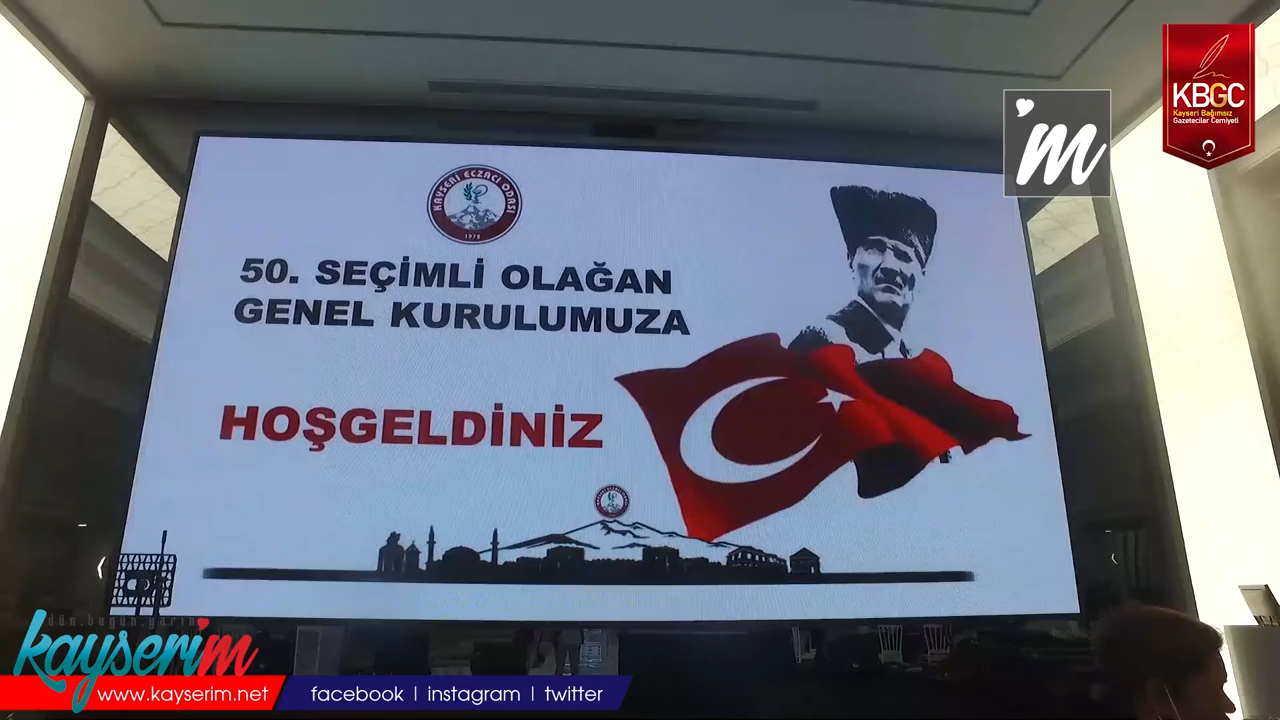 KBGC
Kayseri Bağımsız
Gazeteciler Cemiyeti
'm
KAYSERİ ECZACI ODASI
1972
50. SEÇİMLİ OLAĞAN
GENEL KURULUMUZA
HOŞGELDİNİZ
dün.bugün.yarın
kayserim
www.kayserim.net
facebook | instagram | twitter